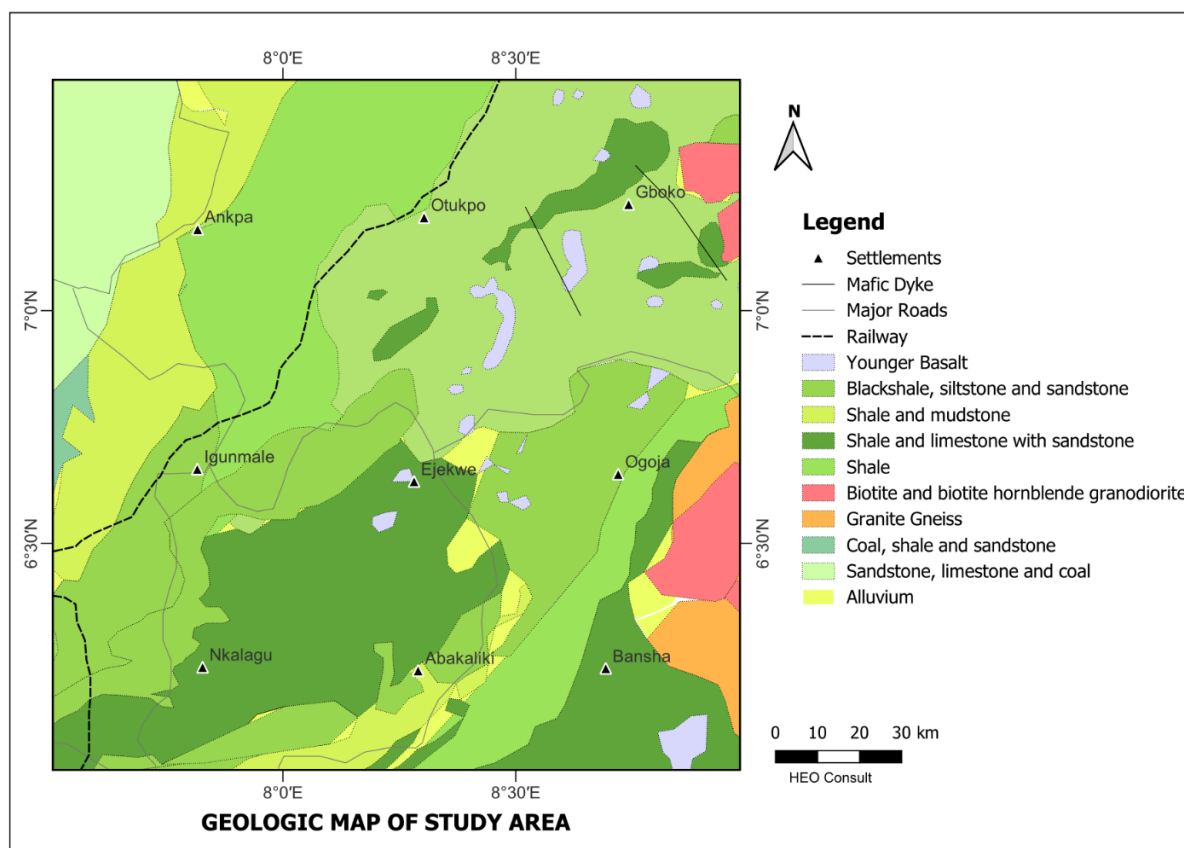 8°0'E 8°30'E
7°0'N
6°30'N
7°0'N
6°30'N
8°0'E 8°30'E
Ankpa
Otukpo
Gboko
Igunmale
Ejekwe
Ogoja
Nkalagu
Abakaliki
Bansha
GEOLOGIC MAP OF STUDY AREA
N
Legend
Settlements
Mafic Dyke
Major Roads
Railway
Younger Basalt
Blackshale, siltstone and sandstone
Shale and mudstone
Shale and limestone with sandstone
Shale
Biotite and biotite hornblende granodiorite
Granite Gneiss
Coal, shale and sandstone
Sandstone, limestone and coal
Alluvium
0 10 20 30 km
HEO Consult